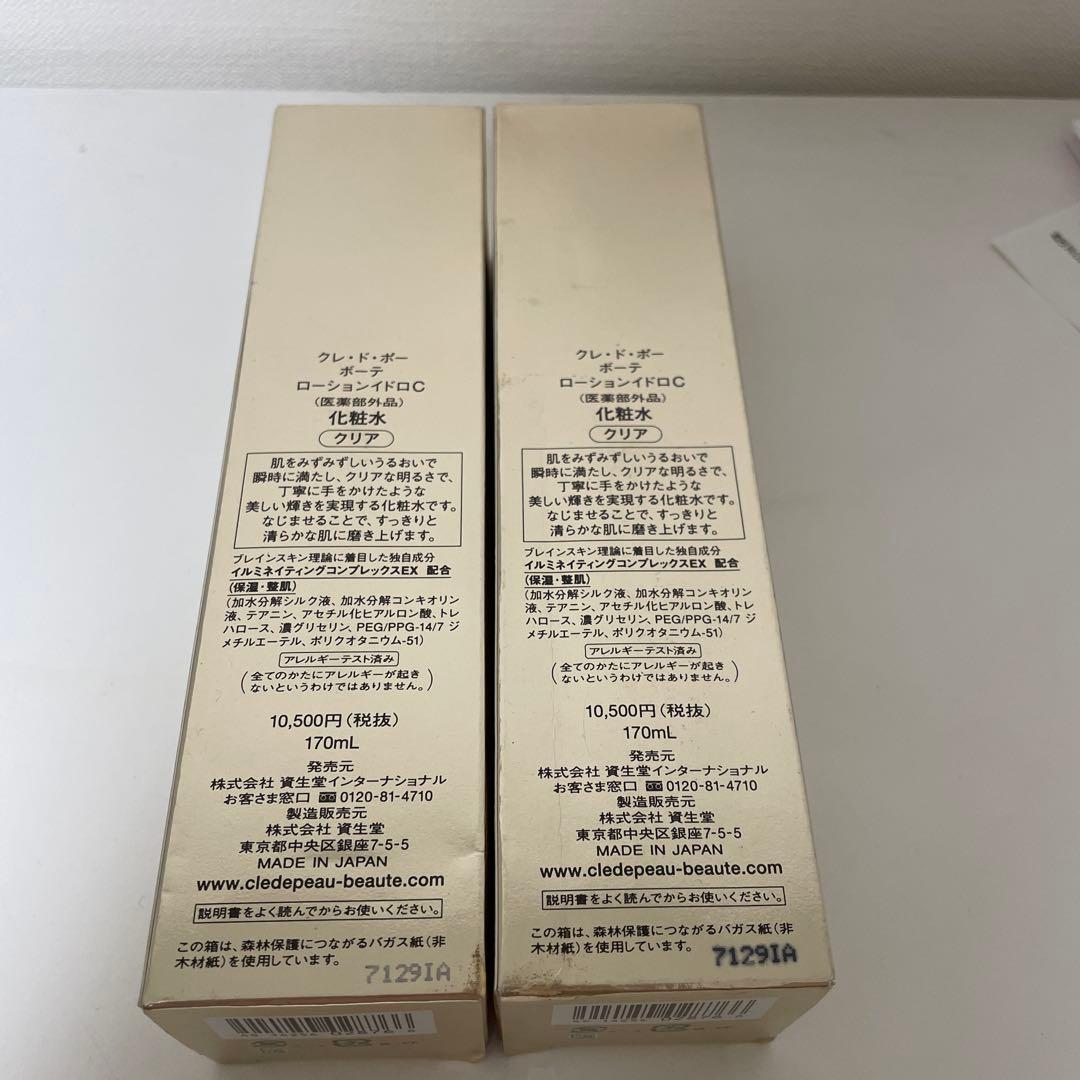 クレ・ド・ポー
ボーテ
ローションイドロC
(医薬部外品)
化粧水
クリア
肌をみずみずしいうるおいで
瞬時に満たし、クリアな明るさで、
丁寧に手をかけたような
美しい輝きを実現する化粧水です。
なじませることで、すっきりと
清らかな肌に磨き上げます。
ブレインスキン理論に着目した独自成分
イルミネイティングコンプレックスEX 配合
(保湿・整肌)
(加水分解シルク液、加水分解コンキオリン
液、テアニン、アセチル化ヒアルロン酸、トレ
ハロース、濃グリセリン、PEG/PPG-14/7 ジ
メチルエーテル、ポリクオタニウム-51)
アレルギーテスト済み
(全てのかたにアレルギーが起き
ないというわけではありません。)
10,500円(税抜)
170mL
発売元
株式会社 資生堂インターナショナル
お客さま窓口 0120-81-4710
製造販売元
株式会社 資生堂
東京都中央区銀座7-5-5
MADE IN JAPAN
www.cledepeau-beaute.com
説明書をよく読んでからお使いください。
この箱は、森林保護につながるバガス紙(非
木材紙)を使用しています。
7129IA
クレ・ド・ポー
ボーテ
ローションイドロC
(医薬部外品)
化粧水
クリア
肌をみずみずしいうるおいで
瞬時に満たし、クリアな明るさで、
丁寧に手をかけたような
美しい輝きを実現する化粧水です。
なじませることで、すっきりと
清らかな肌に磨き上げます。
ブレインスキン理論に着目した独自成分
イルミネイティングコンプレックスEX 配合
(保湿・整肌)
(加水分解シルク液、加水分解コンキオリン
液、テアニン、アセチル化ヒアルロン酸、トレ
ハロース、濃グリセリン、PEG/PPG-14/7 ジ
メチルエーテル、ポリクオタニウム-51)
アレルギーテスト済み
(全てのかたにアレルギーが起き
ないというわけではありません。)
10,500円(税抜)
170mL
発売元
株式会社 資生堂インターナショナル
お客さま窓口 0120-81-4710
製造販売元
株式会社 資生堂
東京都中央区銀座7-5-5
MADE IN JAPAN
www.cledepeau-beaute.com
説明書をよく読んでからお使いください。
この箱は、森林保護につながるバガス紙(非
木材紙)を使用しています。
7129IA